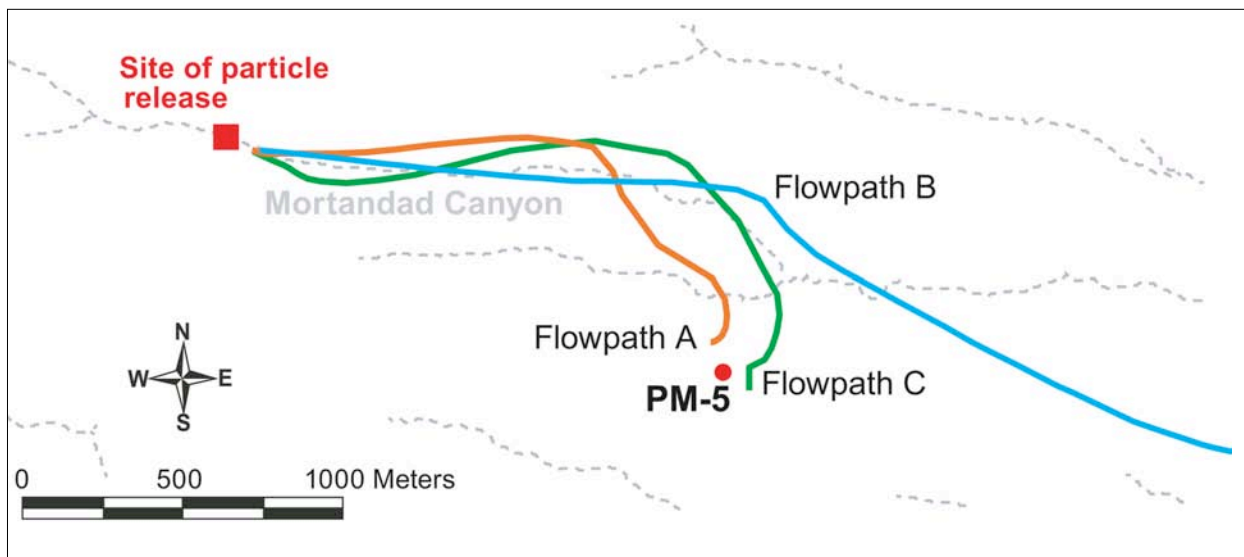 Site of particle
release
Flowpath B
Mortandad Canyon
Flowpath A
N
W E
S
PM-5
Flowpath C
0 500 1000 Meters